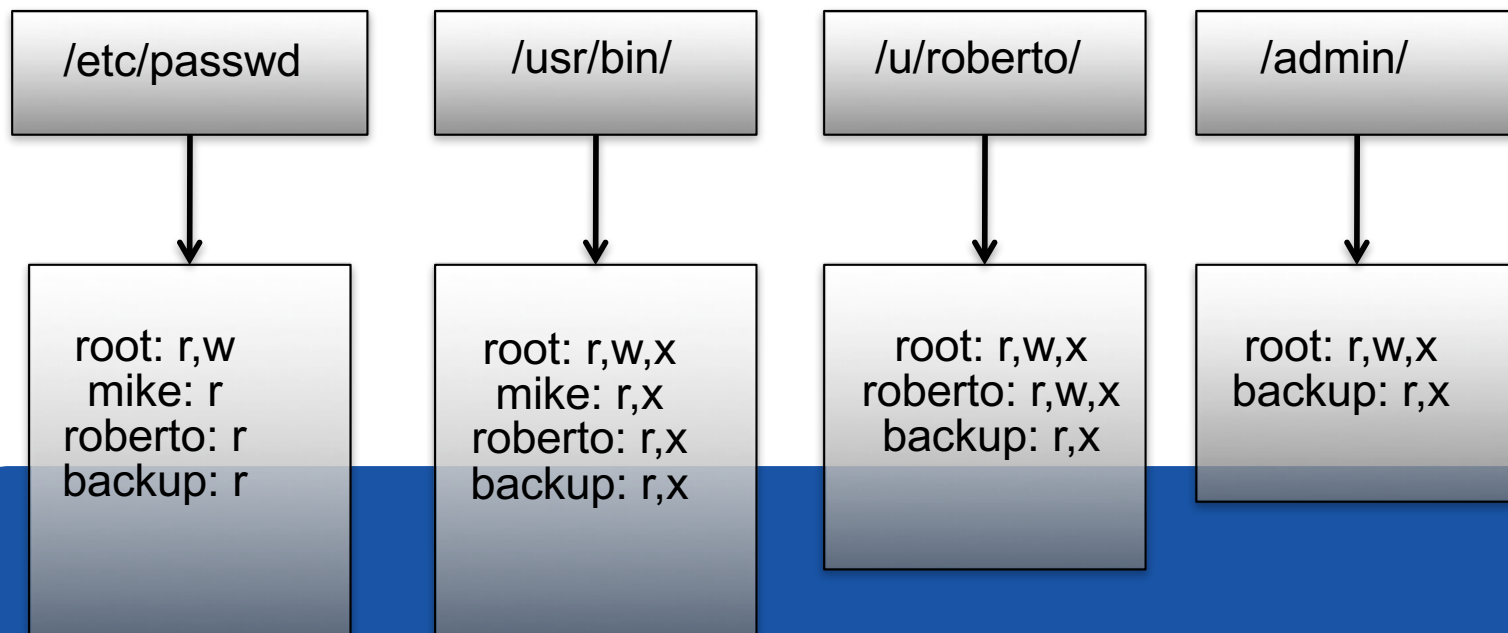 /etc/passwd
root: r,w
mike: r
roberto: r
backup: r
/usr/bin/
root: r,w,x
mike: r,x
roberto: r,x
backup: r,x
/u/roberto/
root: r,w,x
roberto: r,w,x
backup: r,x
/admin/
root: r,w,x
backup: r,x